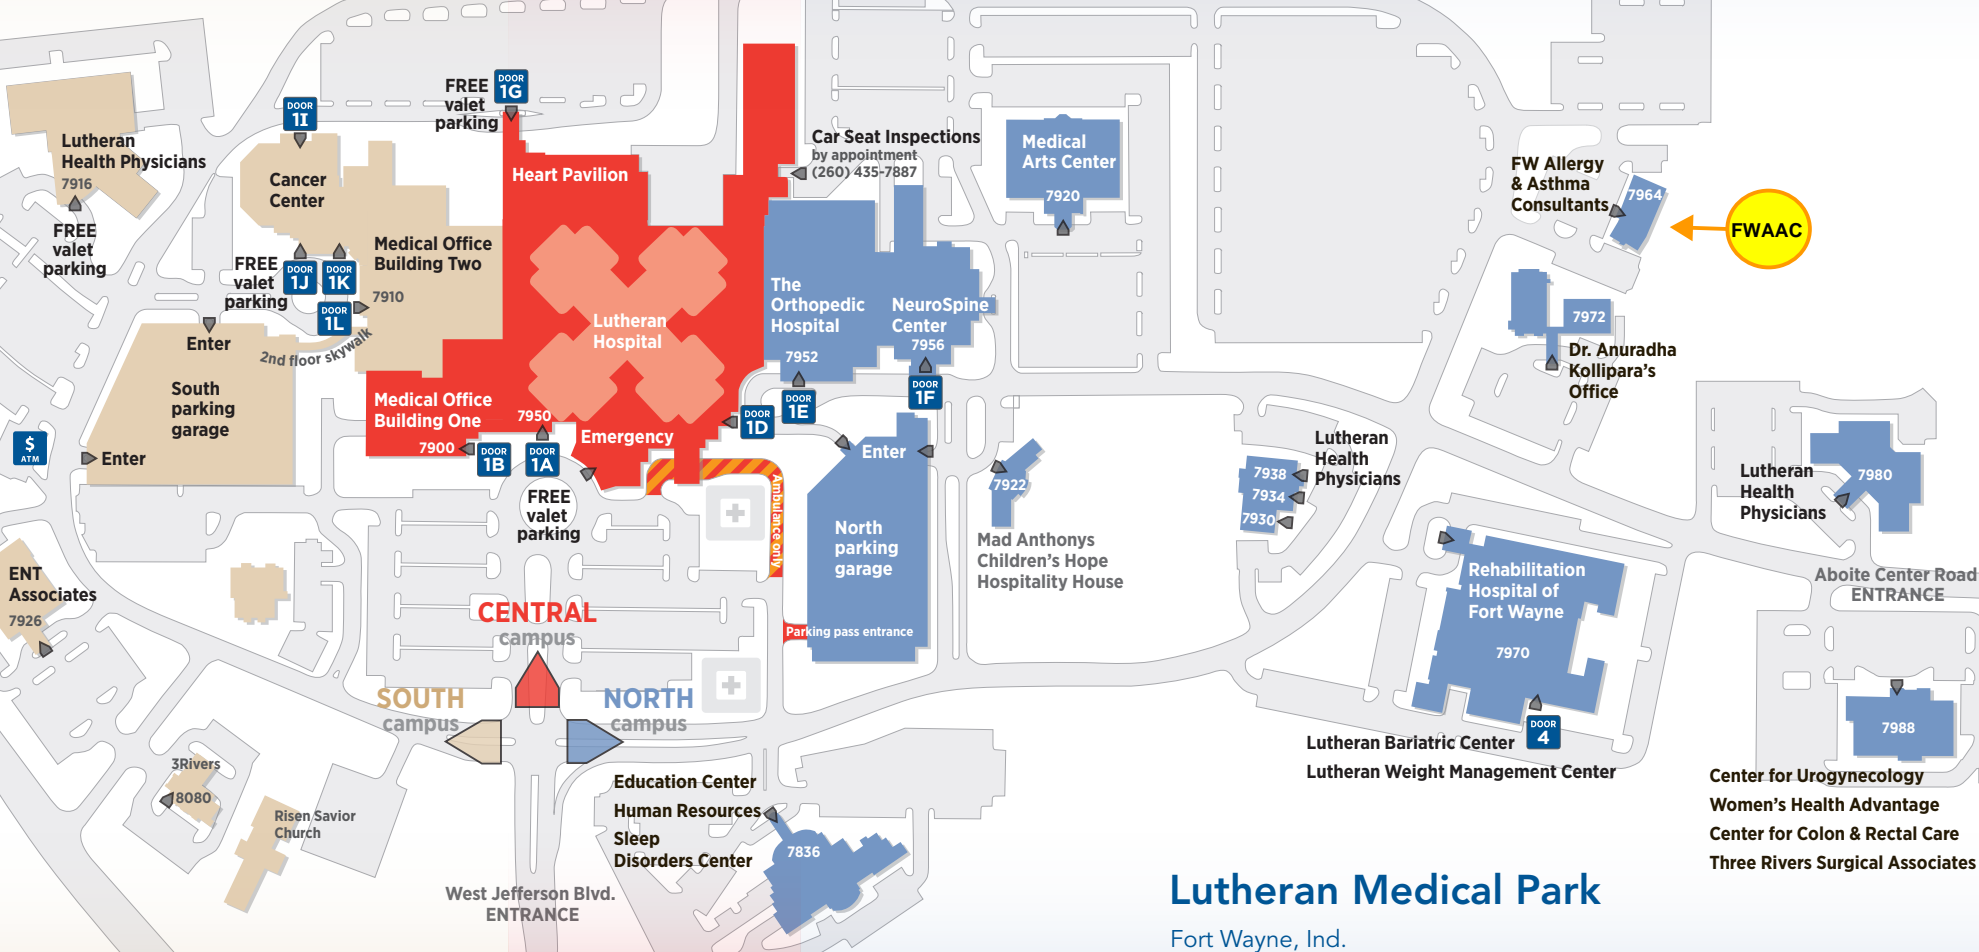 Lutheran
Health Physicians
7916
FREE
valet
parking
DOOR
1I
Cancer
Center
FREE
valet
parking
DOOR
1G
Heart Pavilion
Car Seat Inspections
by appointment
(260) 435-7887
Medical
Arts Center
7920
FW Allergy
& Asthma
Consultants
7964
FWAAC
FREE
valet
parking
DOOR
1J
DOOR
1K
DOOR
1L
Medical Office
Building Two
7910
2nd floor skywalk
Enter
South
parking
garage
Enter
$
ATM
Lutheran
Hospital
The
Orthopedic
Hospital
7952
NeuroSpine
Center
7956
7972
Dr. Anuradha
Kollipara's
Office
Medical Office
Building One
7900
7950
Emergency
DOOR
1B
DOOR
1A
DOOR
1D
DOOR
1E
DOOR
1F
FREE
valet
parking
Ambulance only
Enter
North
parking
garage
Parking pass entrance
7922
Mad Anthonys
Children's Hope
Hospitality House
7938
7934
7930
Lutheran
Health
Physicians
Lutheran
Health
Physicians
7980
Aboite Center Road
ENTRANCE
ENT
Associates
7926
CENTRAL
campus
SOUTH
campus
NORTH
campus
Rehabilitation
Hospital of
Fort Wayne
7970
DOOR
4
Lutheran Bariatric Center
Lutheran Weight Management Center
7988
Center for Urogynecology
Women's Health Advantage
Center for Colon & Rectal Care
Three Rivers Surgical Associates
3Rivers
8080
Risen Savior
Church
Education Center
Human Resources
Sleep
Disorders Center
7836
West Jefferson Blvd.
ENTRANCE
Lutheran Medical Park
Fort Wayne, Ind.